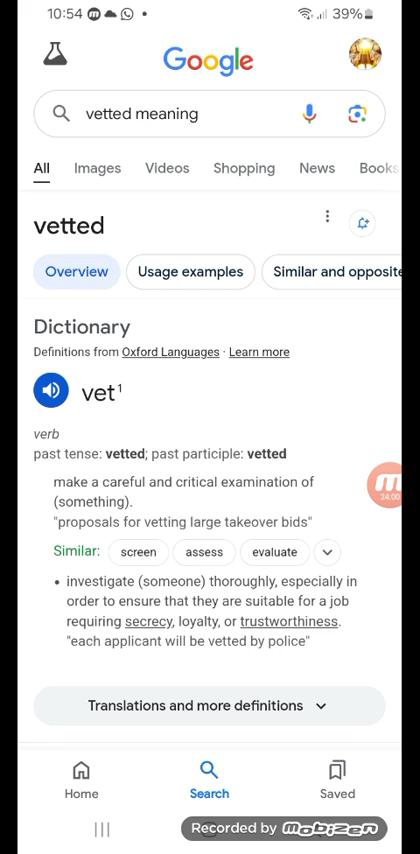 10:54
39%
Google
vetted meaning
All Images Videos Shopping News Books
vetted
Overview Usage examples Similar and opposite
Dictionary
Definitions from Oxford Languages · Learn more
vet¹
verb
past tense: vetted; past participle: vetted
make a careful and critical examination of
(something).
"proposals for vetting large takeover bids"
24:00
Similar: screen assess evaluate
• investigate (someone) thoroughly, especially in
order to ensure that they are suitable for a job
requiring secrecy, loyalty, or trustworthiness.
"each applicant will be vetted by police"
Translations and more definitions
Home Search Saved
Recorded by mobizen